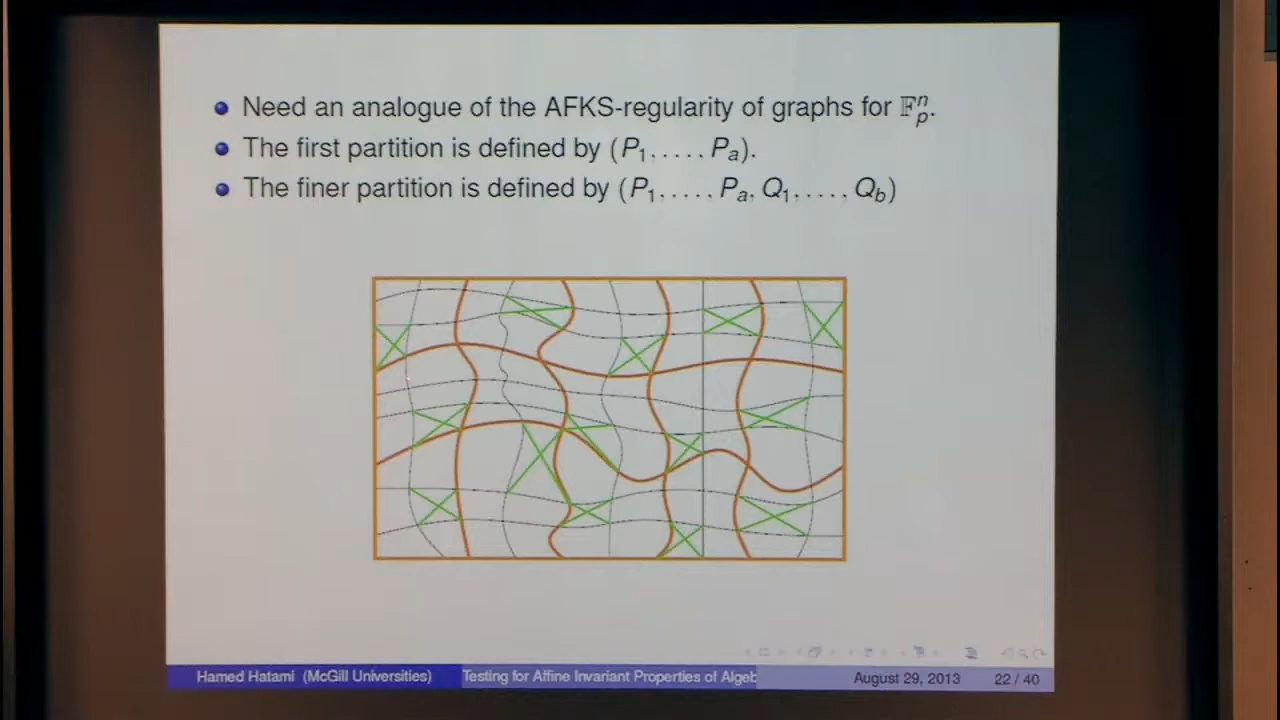 Need an analogue of the AFKS-regularity of graphs for 𝔽ₚⁿ.
The first partition is defined by (P₁, . . . . , Pₐ).
The finer partition is defined by (P₁, . . . . , Pₐ, Q₁, . . . . , Q_b)
Hamed Hatami (McGill Universities) Testing for Affine Invariant Properties of Algeb August 29, 2013 22 / 40